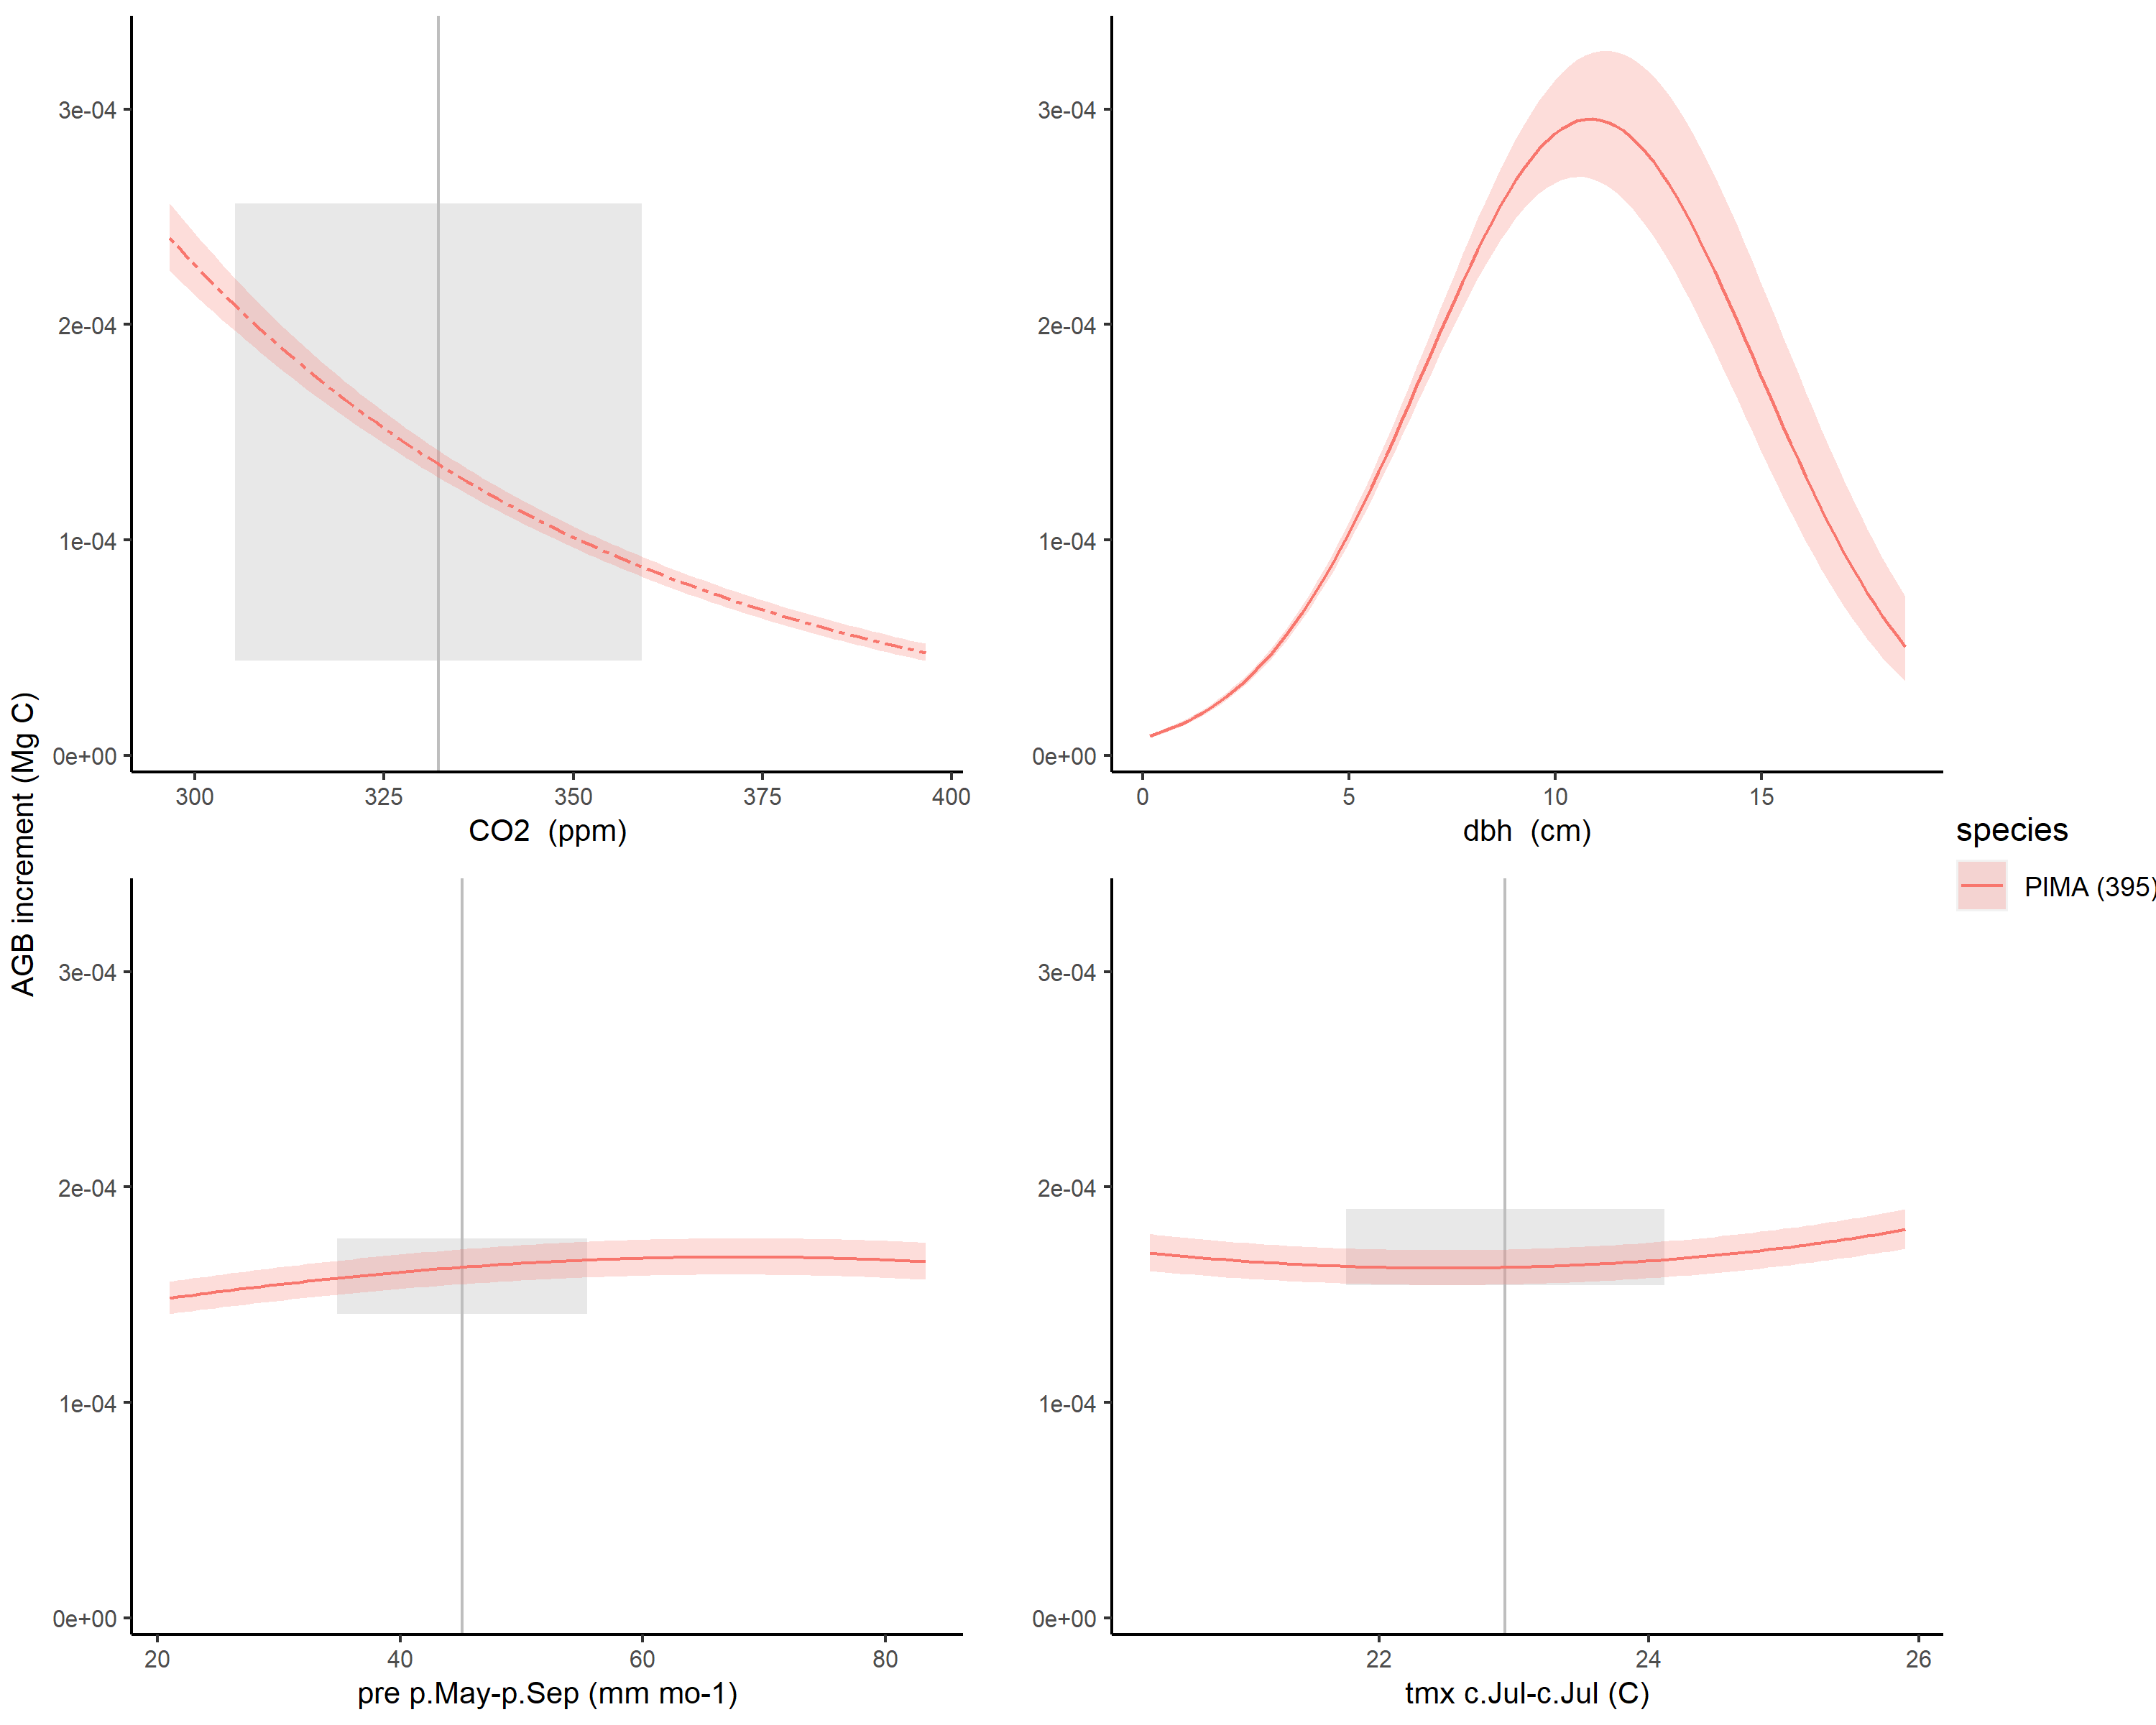 AGB increment (Mg C)
3e-04
2e-04
1e-04
0e+00
300 325 350 375 400
CO2 (ppm)
3e-04
2e-04
1e-04
0e+00
0 5 10 15
dbh (cm)
species
PIMA (395)
3e-04
2e-04
1e-04
0e+00
20 40 60 80
pre p.May-p.Sep (mm mo-1)
3e-04
2e-04
1e-04
0e+00
22 24 26
tmx c.Jul-c.Jul (C)